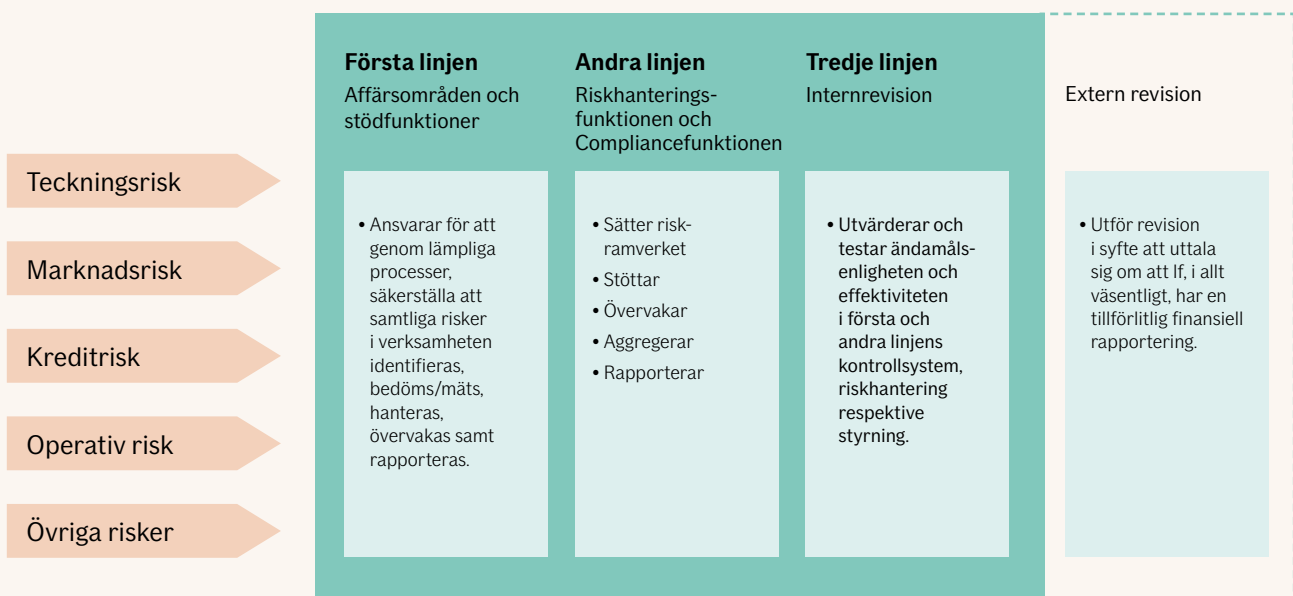 Teckningsrisk
Marknadsrisk
Kreditrisk
Operativ risk
Övriga risker
Första linjen
Affärsområden och
stödfunktioner
• Ansvarar för att
genom lämpliga
processer,
säkerställa att
samtliga risker
i verksamheten
identifieras,
bedöms/mäts,
hanteras,
övervakas samt
rapporteras.
Andra linjen
Riskhanterings-
funktionen och
Compliancefunktionen
• Sätter risk-
ramverket
• Stöttar
• Övervakar
• Aggregerar
• Rapporterar
Tredje linjen
Internrevision
• Utvärderar och
testar ändamåls-
enligheten och
effektiviteten
i första och
andra linjens
kontrollsystem,
riskhantering
respektive
styrning.
Extern revision
• Utför revision
i syfte att uttala
sig om att If, i allt
väsentligt, har en
tillförlitlig finansiell
rapportering.